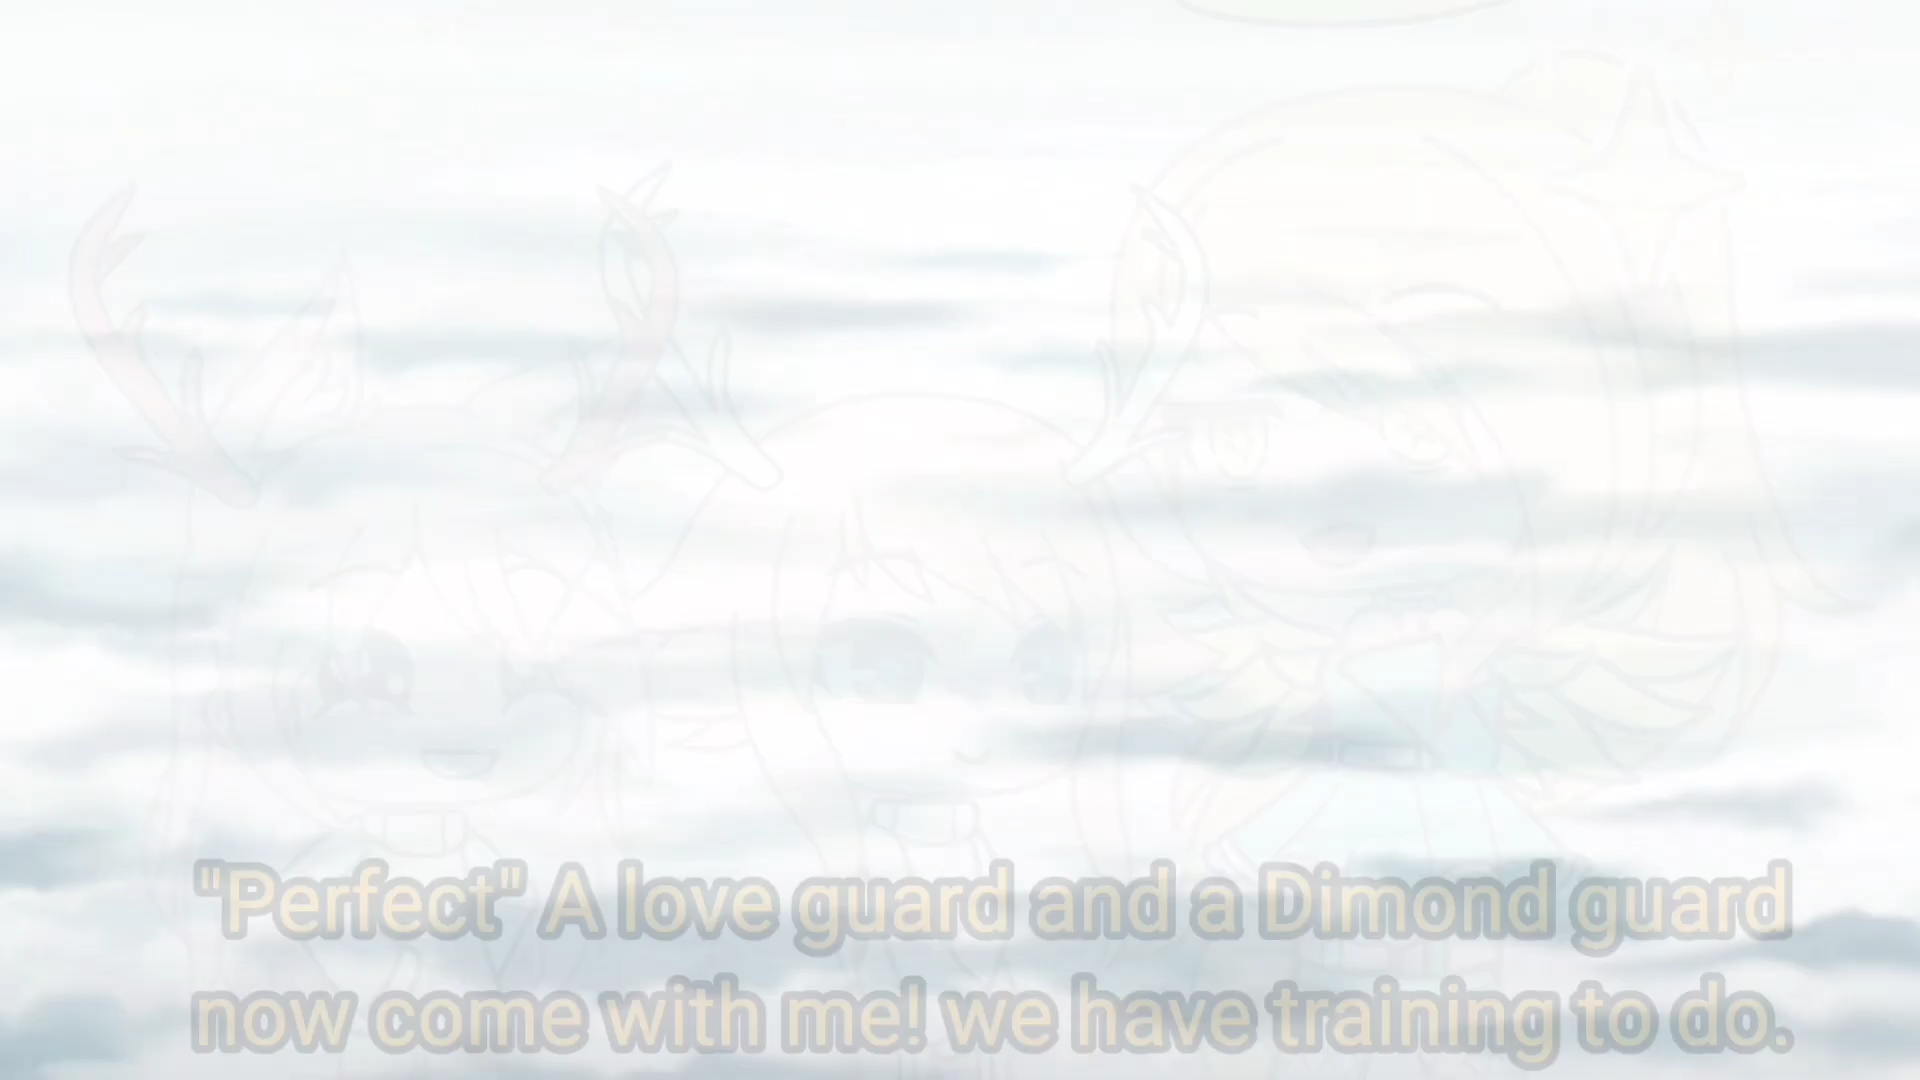 "Perfect" A love guard and a Dimond guard
now come with me! we have training to do.